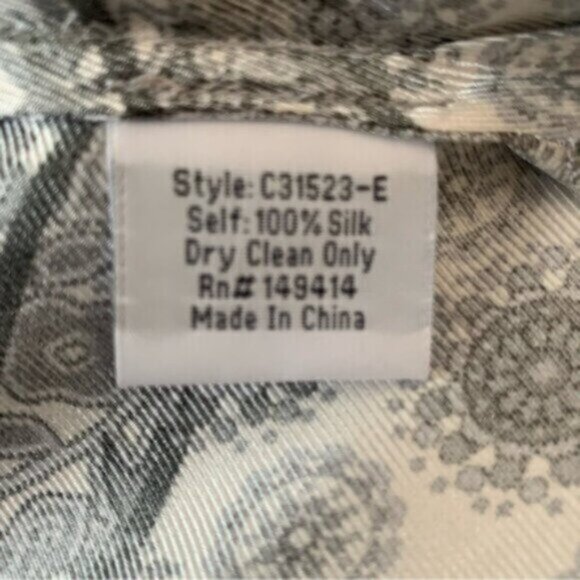 Style: C31523-E
Self: 100% Silk
Dry Clean Only
Rn# 149414
Made In China